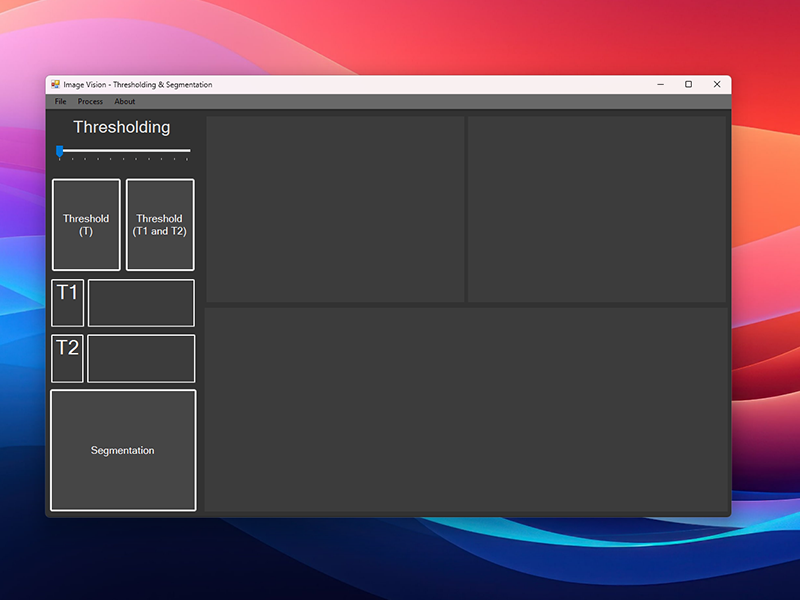 Image Vision - Thresholding & Segmentation
File Process About
Thresholding
Threshold
(T)
Threshold
(T1 and T2)
T1
T2
Segmentation